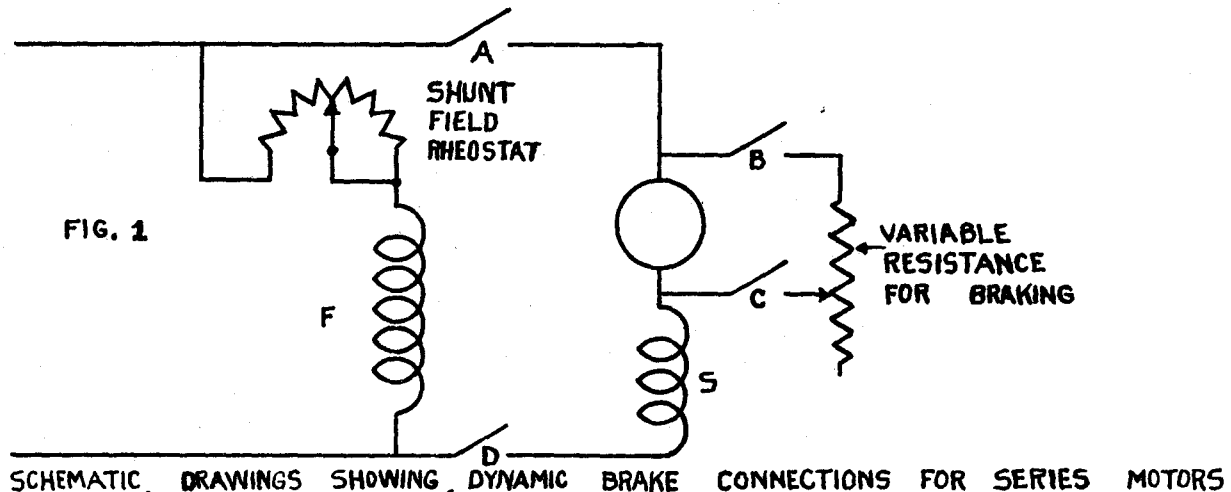 A
SHUNT
FIELD
RHEOSTAT
B
FIG. 1
VARIABLE
RESISTANCE
FOR BRAKING
C
F
S
D
SCHEMATIC DRAWINGS SHOWING DYNAMIC BRAKE CONNECTIONS FOR SERIES MOTORS